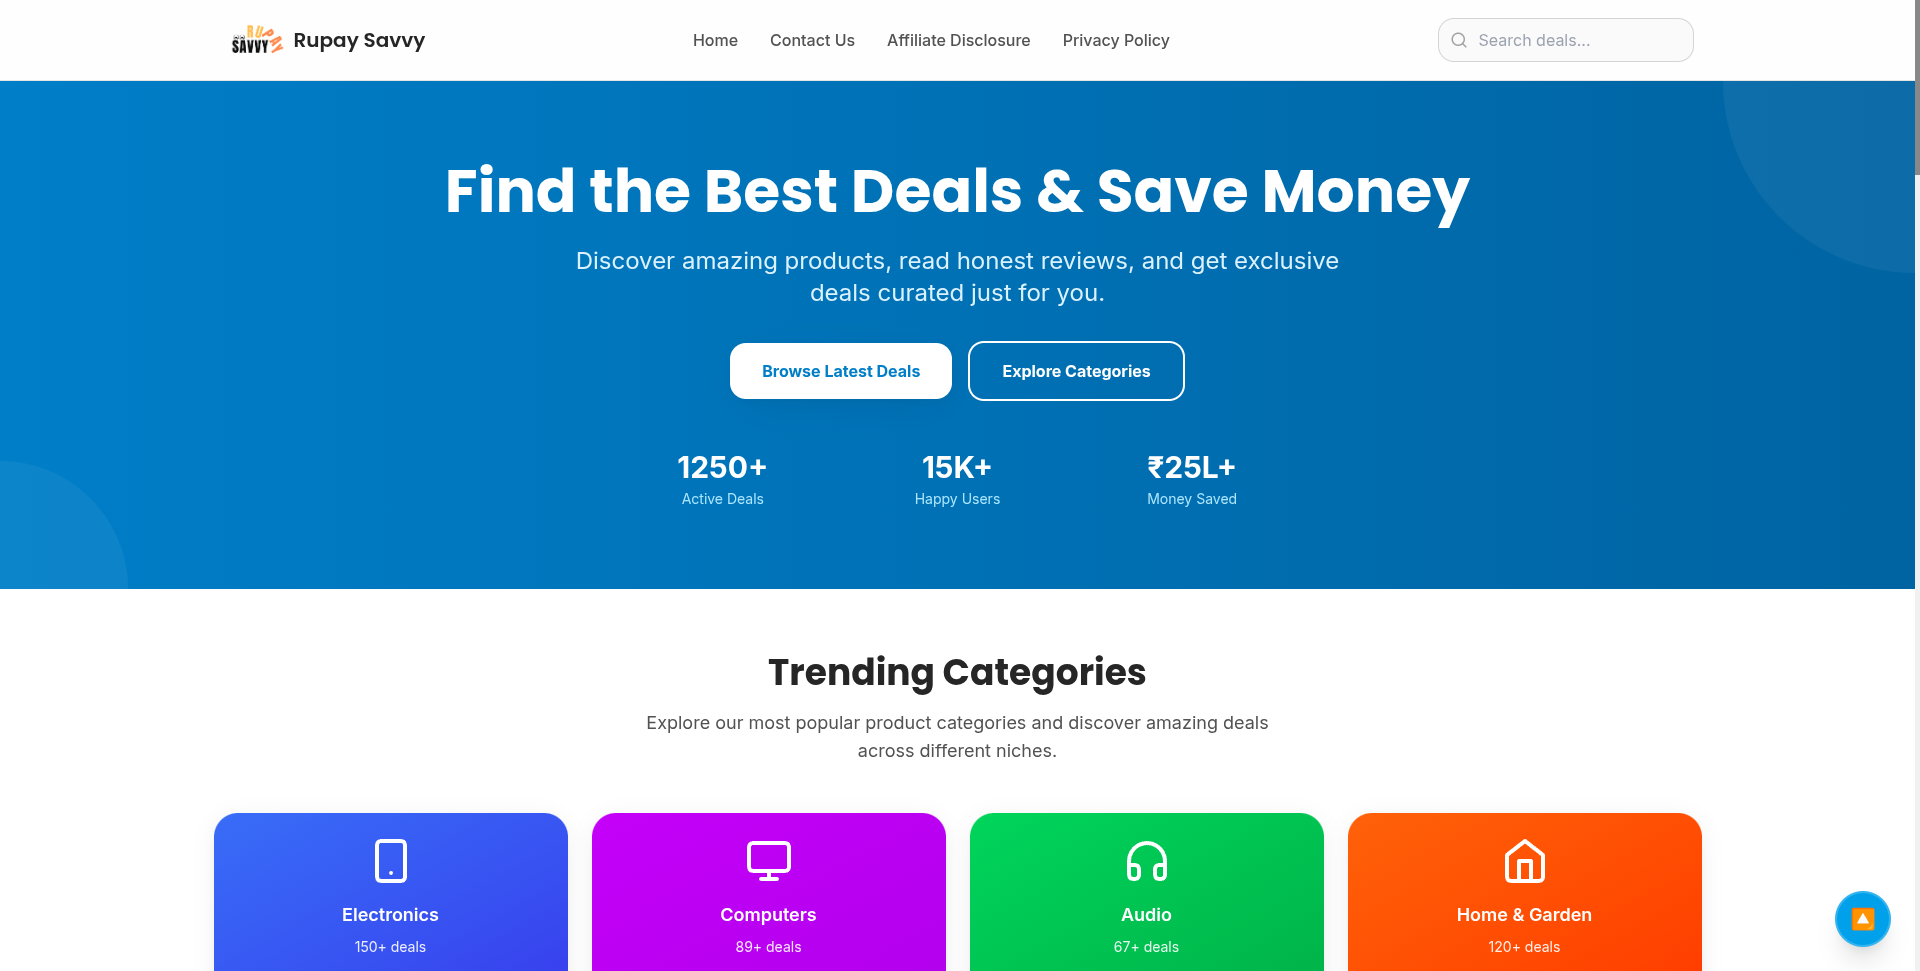 RUPAY
SAVVY
Rupay Savvy
Home
Contact Us
Affiliate Disclosure
Privacy Policy
Search deals...
Find the Best Deals & Save Money
Discover amazing products, read honest reviews, and get exclusive
deals curated just for you.
Browse Latest Deals
Explore Categories
1250+
Active Deals
15K+
Happy Users
₹25L+
Money Saved
Trending Categories
Explore our most popular product categories and discover amazing deals
across different niches.
Electronics
150+ deals
Computers
89+ deals
Audio
67+ deals
Home & Garden
120+ deals